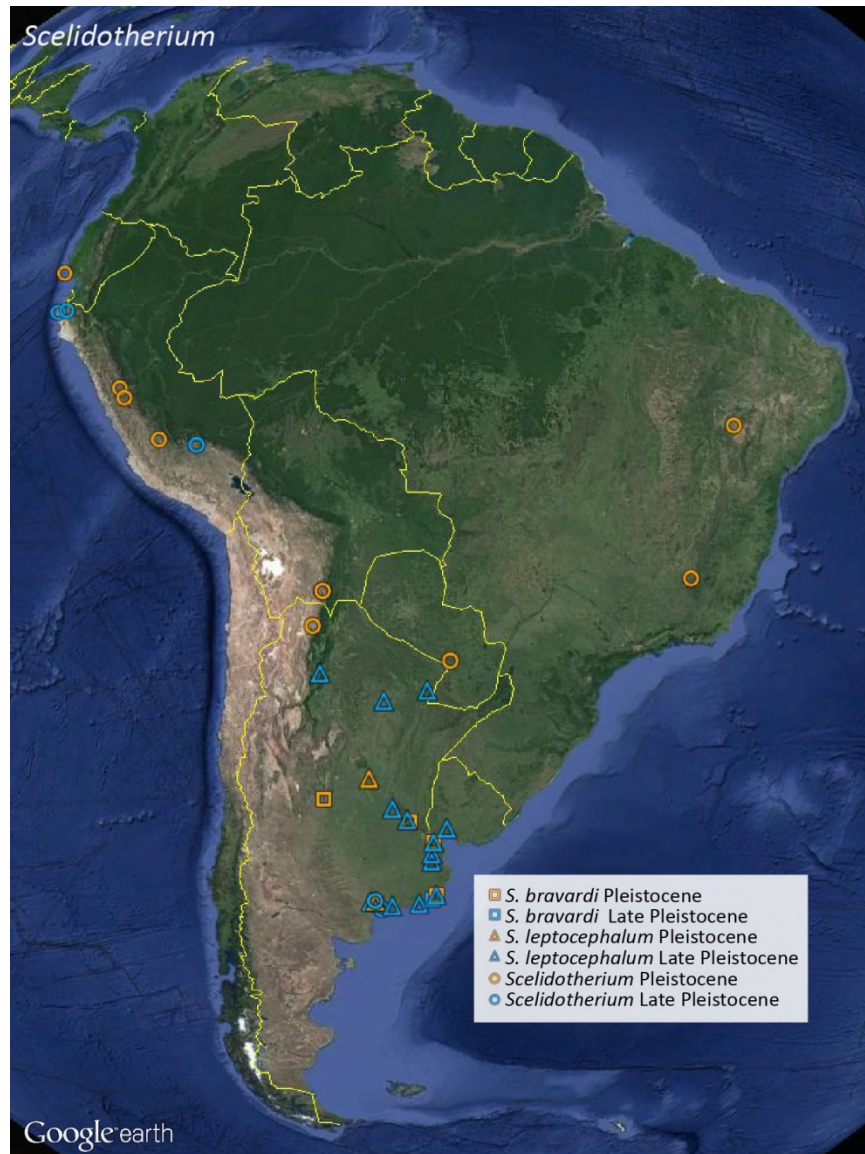 Scelidotherium
S. bravardi Pleistocene
S. bravardi Late Pleistocene
S. leptocephalum Pleistocene
S. leptocephalum Late Pleistocene
Scelidotherium Pleistocene
Scelidotherium Late Pleistocene
Google earth